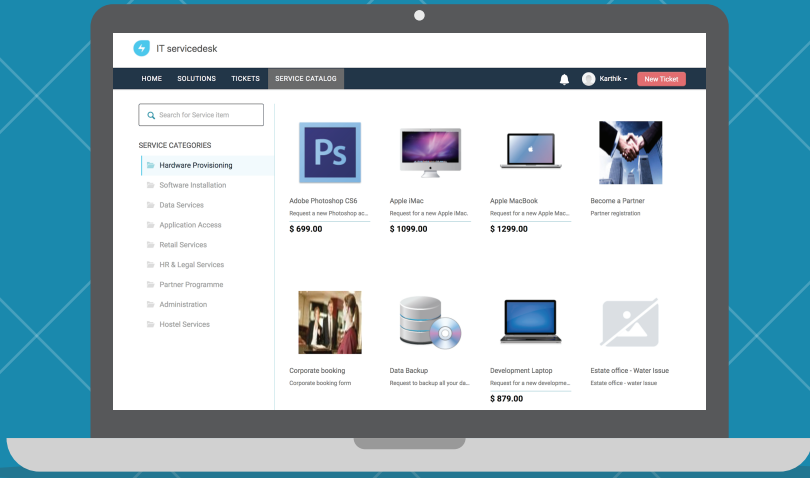 IT servicedesk
HOME SOLUTIONS TICKETS SERVICE CATALOG Karthik New Ticket
Search for Service Item
SERVICE CATEGORIES
Hardware Provisioning
Software Installation
Data Services
Application Access
Retail Services
HR & Legal Services
Partner Programme
Administration
Hostel Services
Ps
Adobe Photoshop CS6
Request a new Photoshop ac...
$ 699.00
Apple iMac
Request for a new Apple iMac.
$ 1099.00
Apple MacBook
Request for a new Apple Mac...
$ 1299.00
Become a Partner
Partner registration
Corporate booking
Corporate booking form
Data Backup
Request to backup all your da...
Development Laptop
Request for a new developme...
$ 879.00
Estate office - Water Issue
Estate office - water Issue